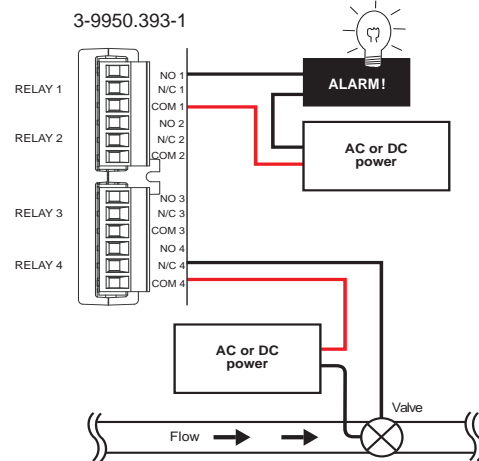 3-9950.393-1
RELAY 1
NO 1
N/C 1
COM 1
RELAY 2
NO 2
N/C 2
COM 2
RELAY 3
NO 3
N/C 3
COM 3
RELAY 4
NO 4
N/C 4
COM 4
ALARM!
AC or DC
power
AC or DC
power
Valve
Flow